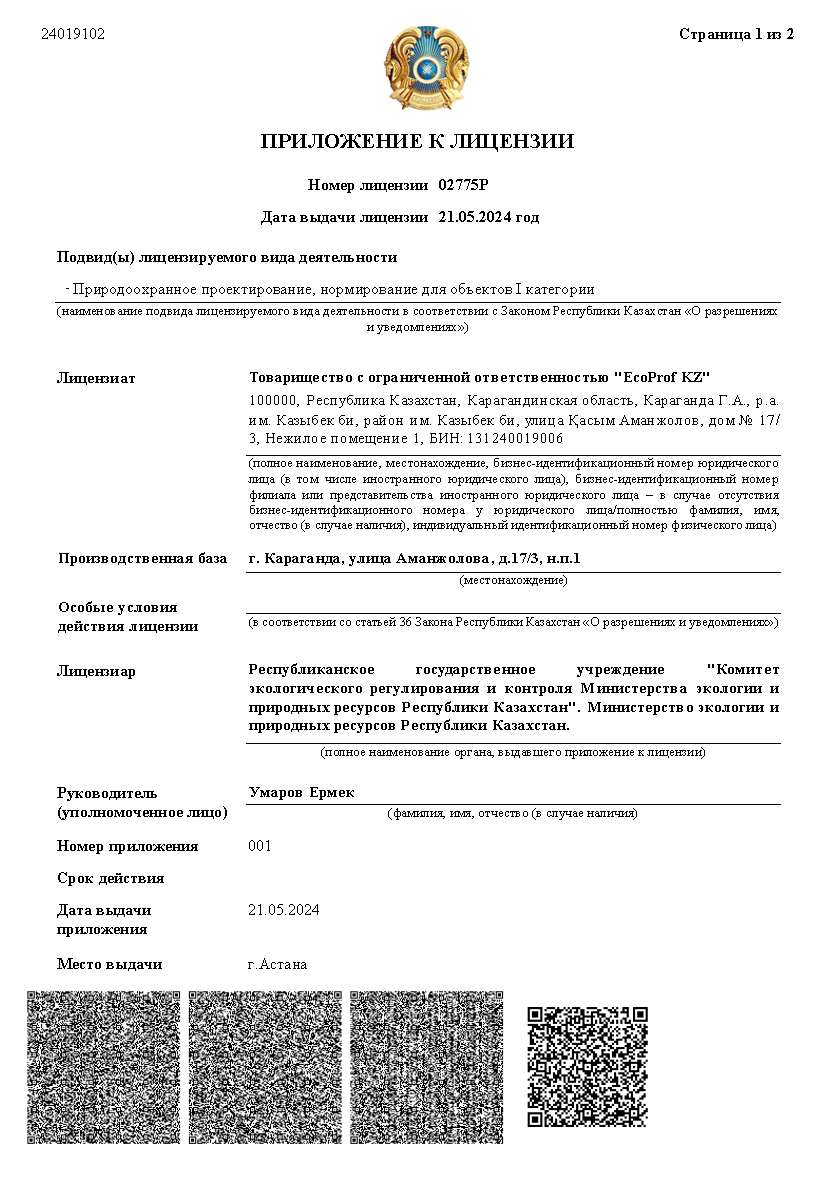 24019102
Страница 1 из 2
ПРИЛОЖЕНИЕ К ЛИЦЕНЗИИ
Номер лицензии 02775Р
Дата выдачи лицензии 21.05.2024 год
Подвид(ы) лицензируемого вида деятельности
- Природоохранное проектирование, нормирование для объектов I категории
(наименование подвида лицензируемого вида деятельности в соответствии с Законом Республики Казахстан «О разрешениях
и уведомлениях»)
Лицензиат
Товарищество с ограниченной ответственностью "EcoProf KZ"
100000, Республика Казахстан, Карагандинская область, Караганда Г.А., р.а.
им. Казыбек би, район им. Казыбек би, улица Қасым Аманжолов, дом № 17/
3, Нежилое помещение 1, БИН: 131240019006
(полное наименование, местонахождение, бизнес-идентификационный номер юридического
лица (в том числе иностранного юридического лица), бизнес-идентификационный номер
филиала или представительства иностранного юридического лица – в случае отсутствия
бизнес-идентификационного номера у юридического лица/полностью фамилия, имя,
отчество (в случае наличия), индивидуальный идентификационный номер физического лица)
Производственная база
г. Караганда, улица Аманжолова, д.17/3, н.п.1
(местонахождение)
Особые условия
действия лицензии
(в соответствии со статьей 36 Закона Республики Казахстан «О разрешениях и уведомлениях»)
Лицензиар
Республиканское государственное учреждение "Комитет
экологического регулирования и контроля Министерства экологии и
природных ресурсов Республики Казахстан". Министерство экологии и
природных ресурсов Республики Казахстан.
(полное наименование органа, выдавшего приложение к лицензии)
Руководитель
(уполномоченное лицо)
Умаров Ермек
(фамилия, имя, отчество (в случае наличия)
Номер приложения
001
Срок действия
Дата выдачи
приложения
21.05.2024
Место выдачи
г.Астана